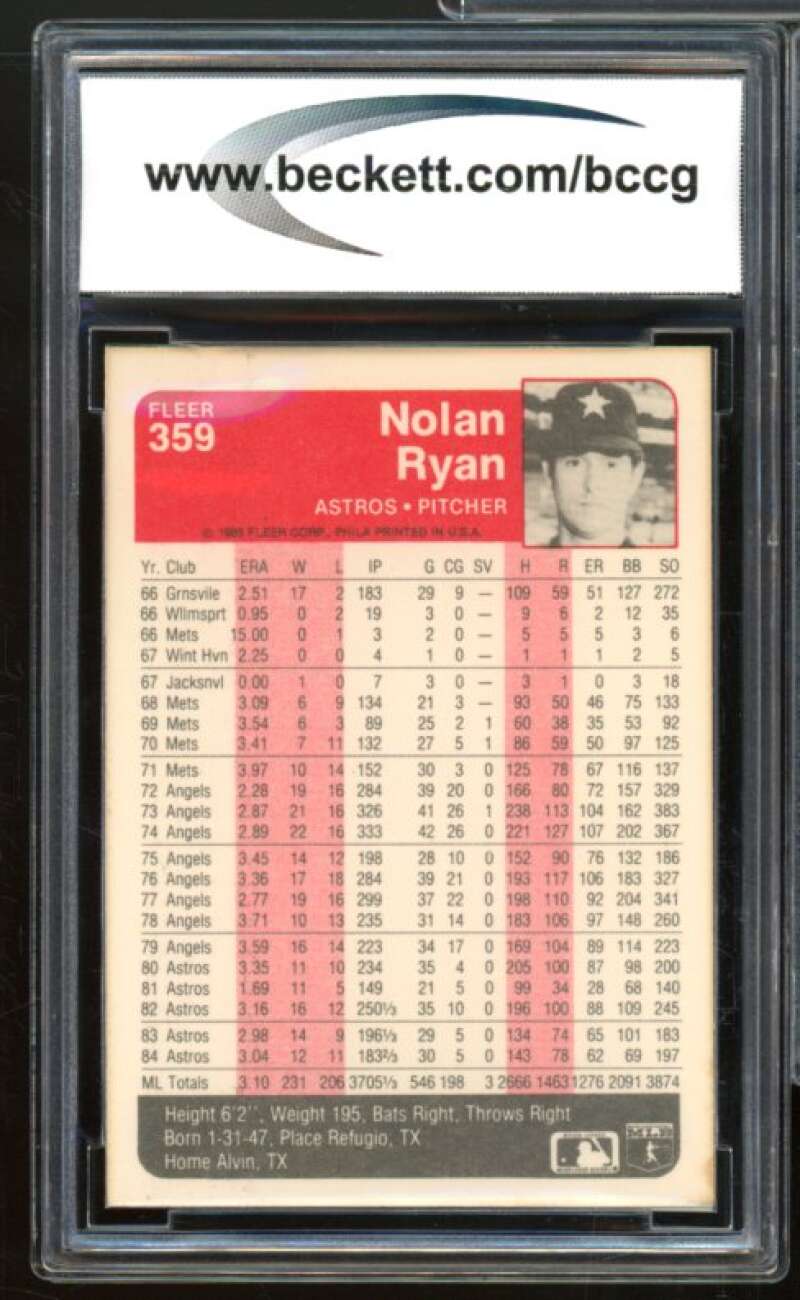 www.beckett.com/bccg
FLEER
359
Nolan
Ryan
ASTROS • PITCHER
© 1985 FLEER CORP., PHILA PRINTED IN U.S.A.
Yr. Club ERA W L IP G CG SV H R ER BB SO
66 Grnsvile 2.51 17 2 183 29 9 — 109 59 51 127 272
66 Wllmsprt 0.95 0 2 19 3 0 — 9 6 2 12 35
66 Mets 15.00 0 1 3 2 0 — 5 5 5 3 6
67 Wint Hvn 2.25 0 0 4 1 0 — 1 1 1 2 5
67 Jacksnvl 0.00 1 0 7 3 0 — 3 1 0 3 18
68 Mets 3.09 6 9 134 21 3 — 93 50 46 75 133
69 Mets 3.54 6 3 89 25 2 1 60 38 35 53 92
70 Mets 3.41 7 11 132 27 5 1 86 59 50 97 125
71 Mets 3.97 10 14 152 30 3 0 125 78 67 116 137
72 Angels 2.28 19 16 284 39 20 0 166 80 72 157 329
73 Angels 2.87 21 16 326 41 26 1 238 113 104 162 383
74 Angels 2.89 22 16 333 42 26 0 221 127 107 202 367
75 Angels 3.45 14 12 198 28 10 0 152 90 76 132 186
76 Angels 3.36 17 18 284 39 21 0 193 117 106 183 327
77 Angels 2.77 19 16 299 37 22 0 198 110 92 204 341
78 Angels 3.71 10 13 235 31 14 0 183 106 97 148 260
79 Angels 3.59 16 14 223 34 17 0 169 104 89 114 223
80 Astros 3.35 11 10 234 35 4 0 205 100 87 98 200
81 Astros 1.69 11 5 149 21 5 0 99 34 28 68 140
82 Astros 3.16 16 12 250⅓ 35 10 0 196 100 88 109 245
83 Astros 2.98 14 9 196⅓ 29 5 0 134 74 65 101 183
84 Astros 3.04 12 11 183⅔ 30 5 0 143 78 62 69 197
ML Totals 3.10 231 206 3705⅓ 546 198 3 2666 1463 1276 2091 3874
Height 6'2'', Weight 195, Bats Right, Throws Right
Born 1-31-47, Place Refugio, TX
Home Alvin, TX
MLB